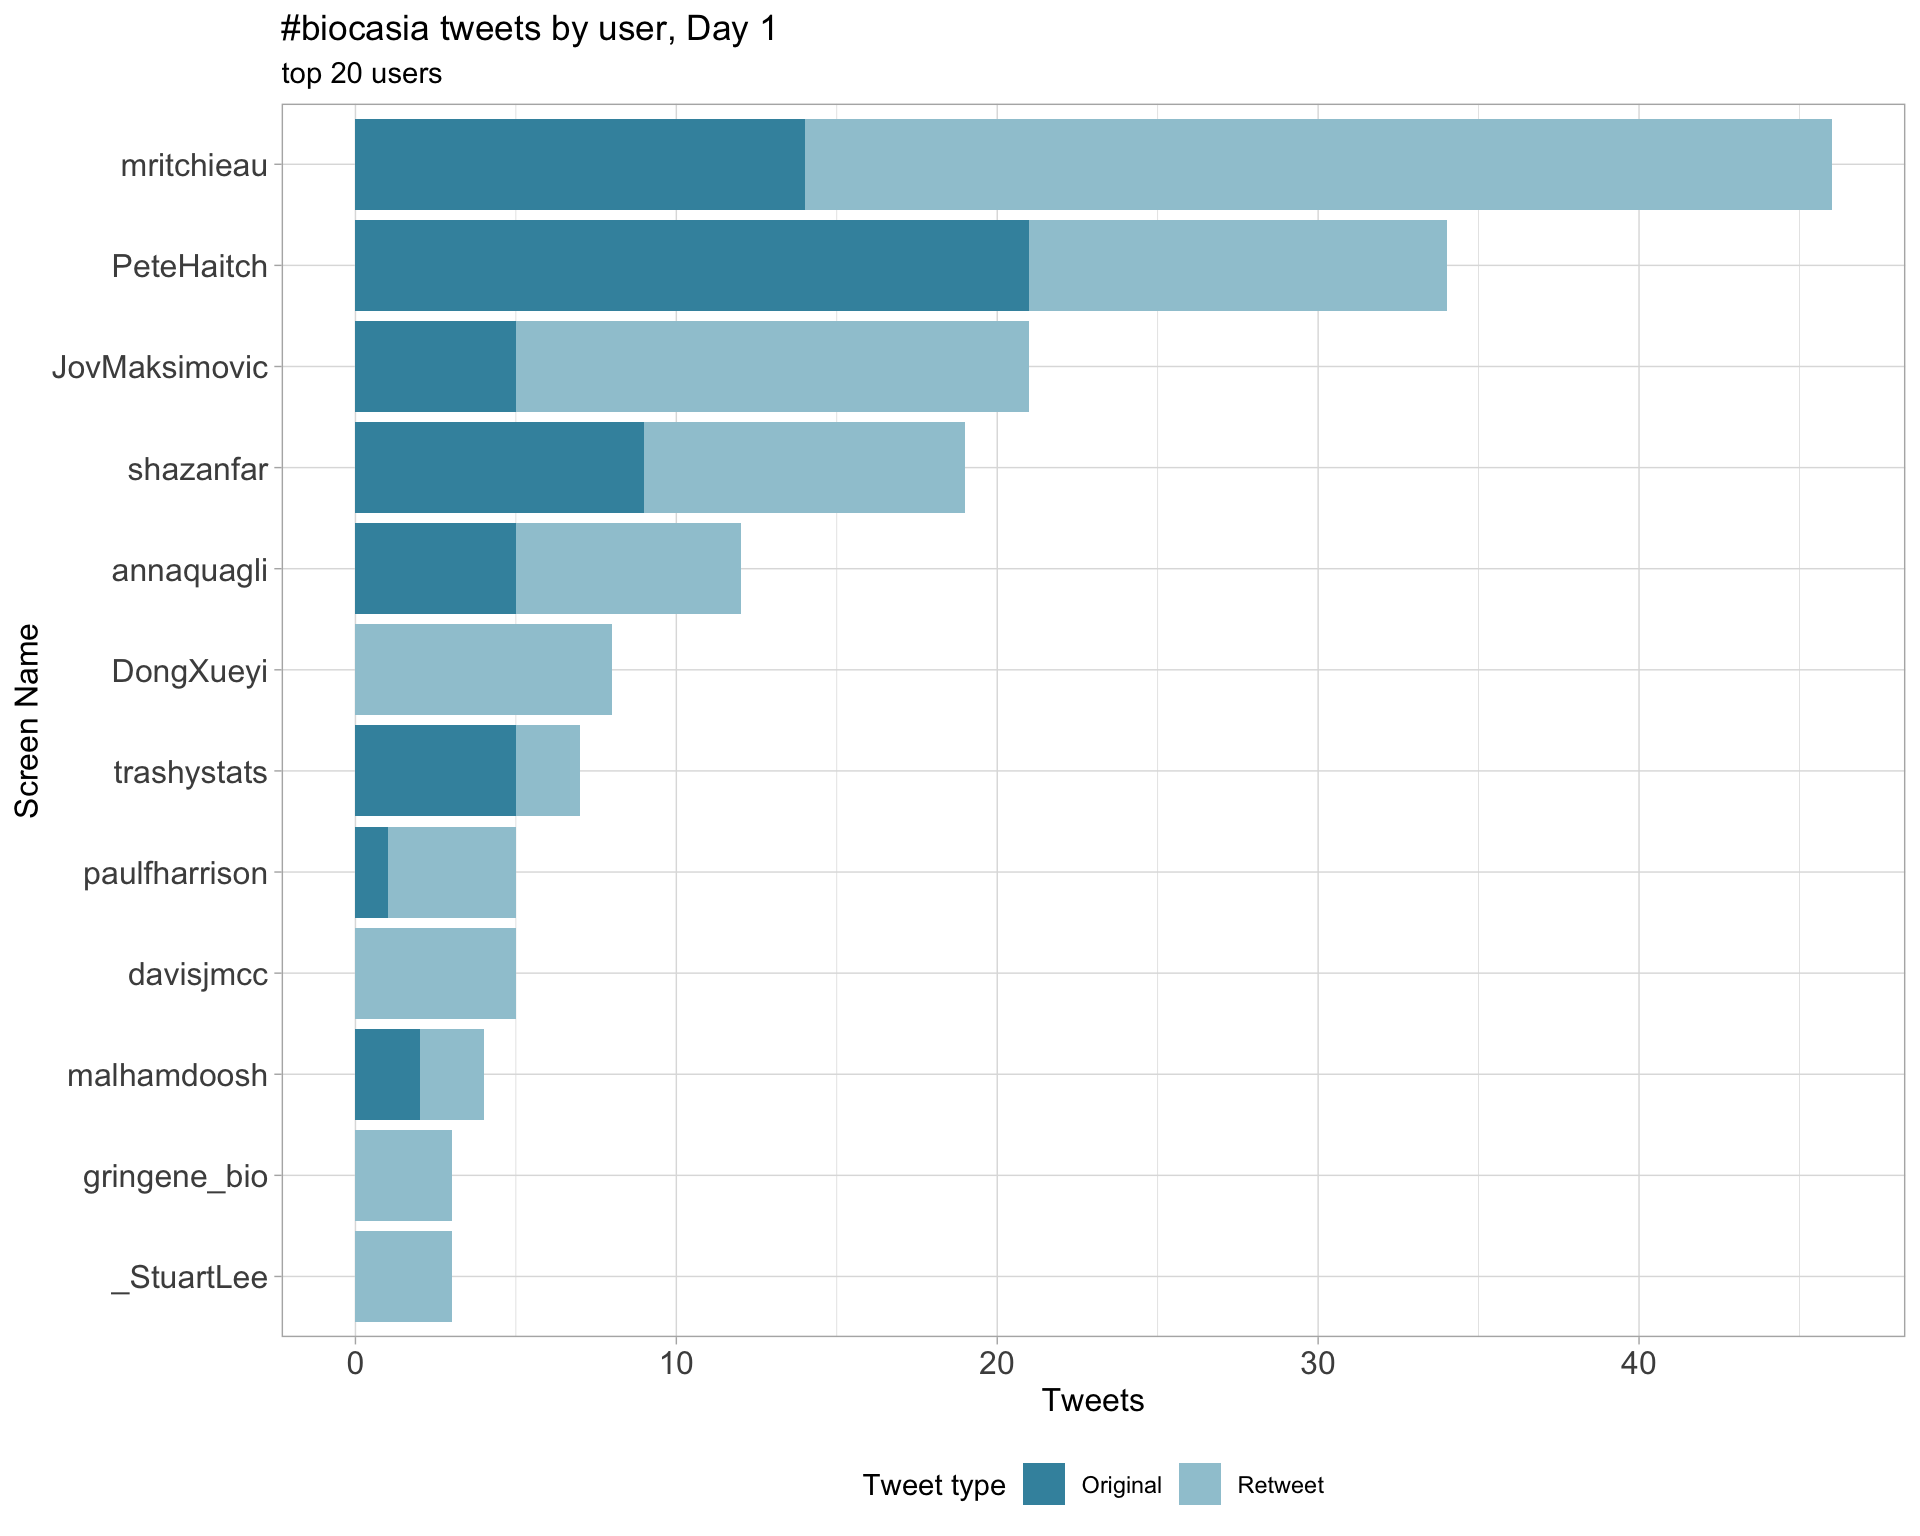 #biocasia tweets by user, Day 1
top 20 users
Screen Name
mritchieau
PeteHaitch
JovMaksimovic
shazanfar
annaquagli
DongXueyi
trashystats
paulfharrison
davisjmcc
malhamdoosh
gringene_bio
_StuartLee
0 10 20 30 40
Tweets
Tweet type Original Retweet